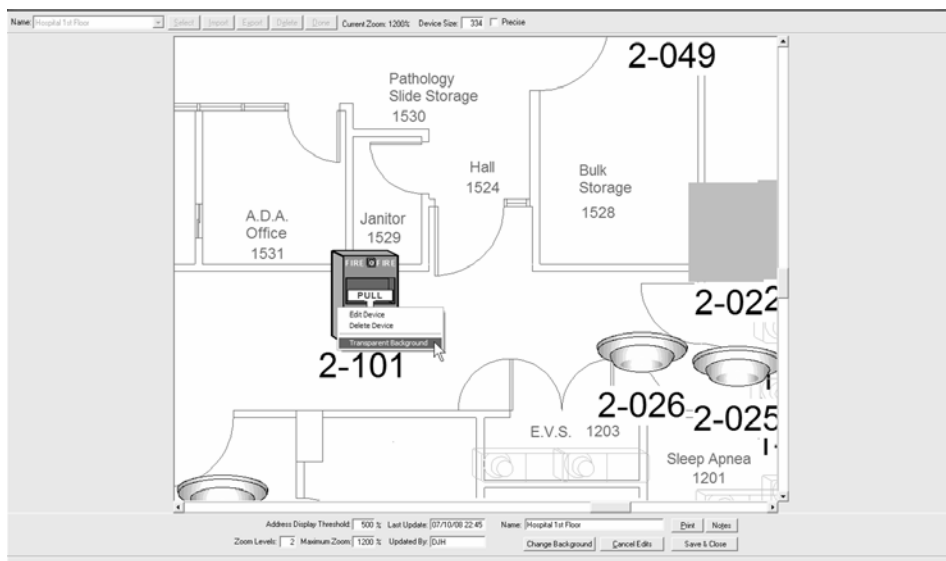 Name: Hospital 1st Floor Select Import Export Delete Done Current Zoom: 1200% Device Size: 334 Precise
2-049
Pathology
Slide Storage
1530
Hall
1524
Bulk
Storage
1528
A.D.A.
Office
1531
Janitor
1529
FIRE FIRE
PULL
Edit Device
Delete Device
Transparent Background
2-101
2-022
2-026
2-025
E.V.S. 1203
Sleep Apnea
1201
Address Display Threshold: 500 % Last Update: 07/10/08 22:45 Name: Hospital 1st Floor Print Notes
Zoom Levels: 2 Maximum Zoom: 1200 % Updated By: DJH Change Background Cancel Edits Save & Close